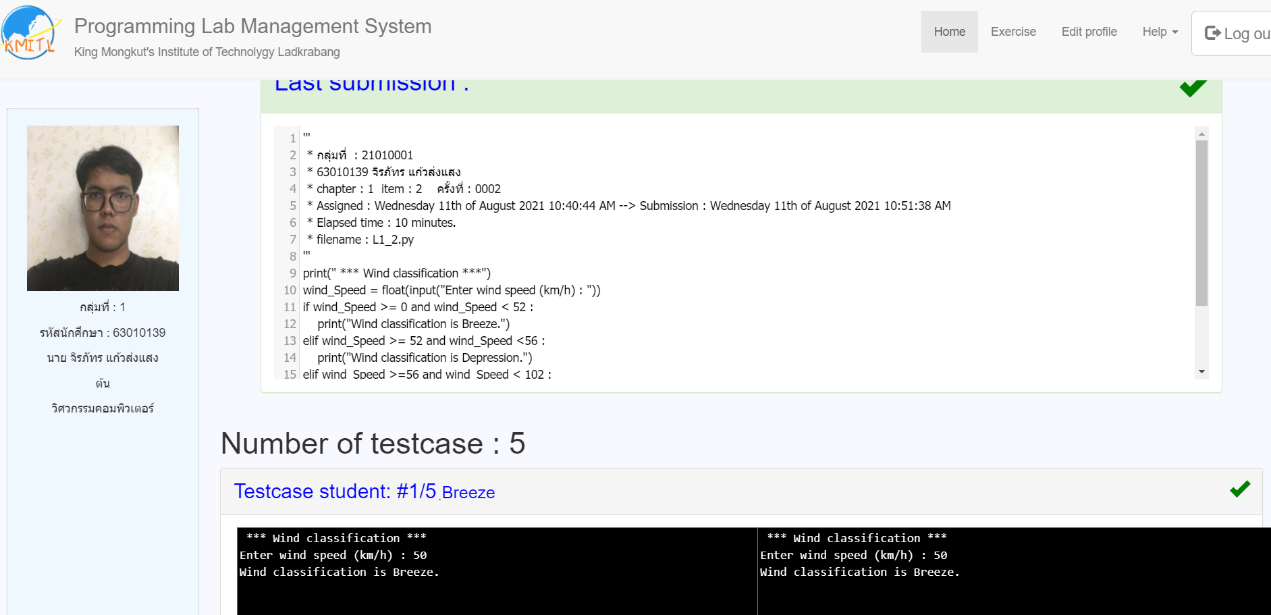 KMITL
Programming Lab Management System
King Mongkut's Institute of Technolygy Ladkrabang
Home
Exercise
Edit profile
Help
Log ou
Last submission :
1 '''
2 * กลุ่มที่ : 21010001
3 * 63010139 จิรภัทร แก้วส่งแสง
4 * chapter : 1 item : 2 ครั้งที่ : 0002
5 * Assigned : Wednesday 11th of August 2021 10:40:44 AM --> Submission : Wednesday 11th of August 2021 10:51:38 AM
6 * Elapsed time : 10 minutes.
7 * filename : L1_2.py
8 '''
9 print(" *** Wind classification ***")
10 wind_Speed = float(input("Enter wind speed (km/h) : "))
11 if wind_Speed >= 0 and wind_Speed < 52 :
12 print("Wind classification is Breeze.")
13 elif wind_Speed >= 52 and wind_Speed <56 :
14 print("Wind classification is Depression.")
15 elif wind_Speed >=56 and wind_Speed < 102 :
กลุ่มที่ : 1
รหัสนักศึกษา : 63010139
นาย จิรภัทร แก้วส่งแสง
ต้น
วิศวกรรมคอมพิวเตอร์
Number of testcase : 5
Testcase student: #1/5 Breeze
*** Wind classification ***
Enter wind speed (km/h) : 50
Wind classification is Breeze.
*** Wind classification ***
Enter wind speed (km/h) : 50
Wind classification is Breeze.